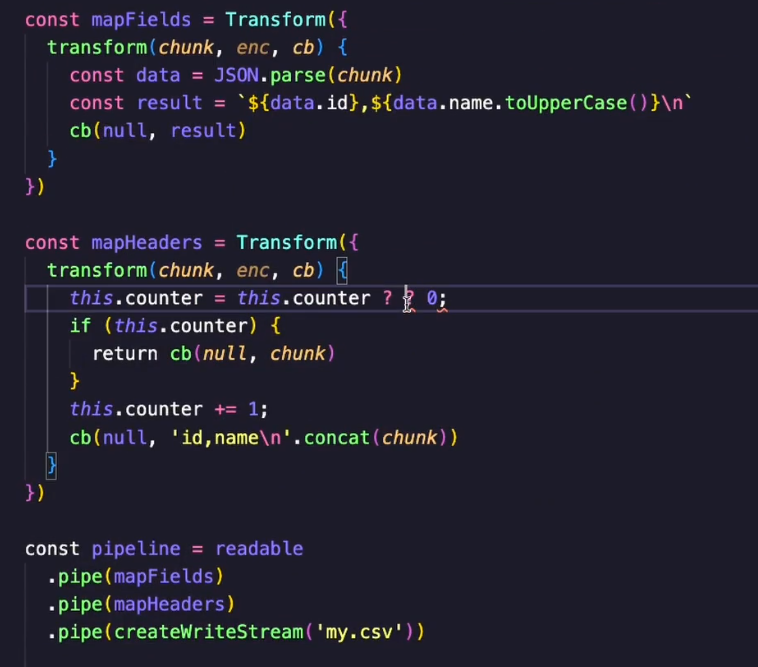 const mapFields = Transform({
  transform(chunk, enc, cb) {
    const data = JSON.parse(chunk)
    const result = `${data.id},${data.name.toUpperCase()}\n`
    cb(null, result)
  }
})

const mapHeaders = Transform({
  transform(chunk, enc, cb) {
    this.counter = this.counter ? ? 0;
    if (this.counter) {
      return cb(null, chunk)
    }
    this.counter += 1;
    cb(null, 'id,name\n'.concat(chunk))
  }
})

const pipeline = readable
  .pipe(mapFields)
  .pipe(mapHeaders)
  .pipe(createWriteStream('my.csv'))